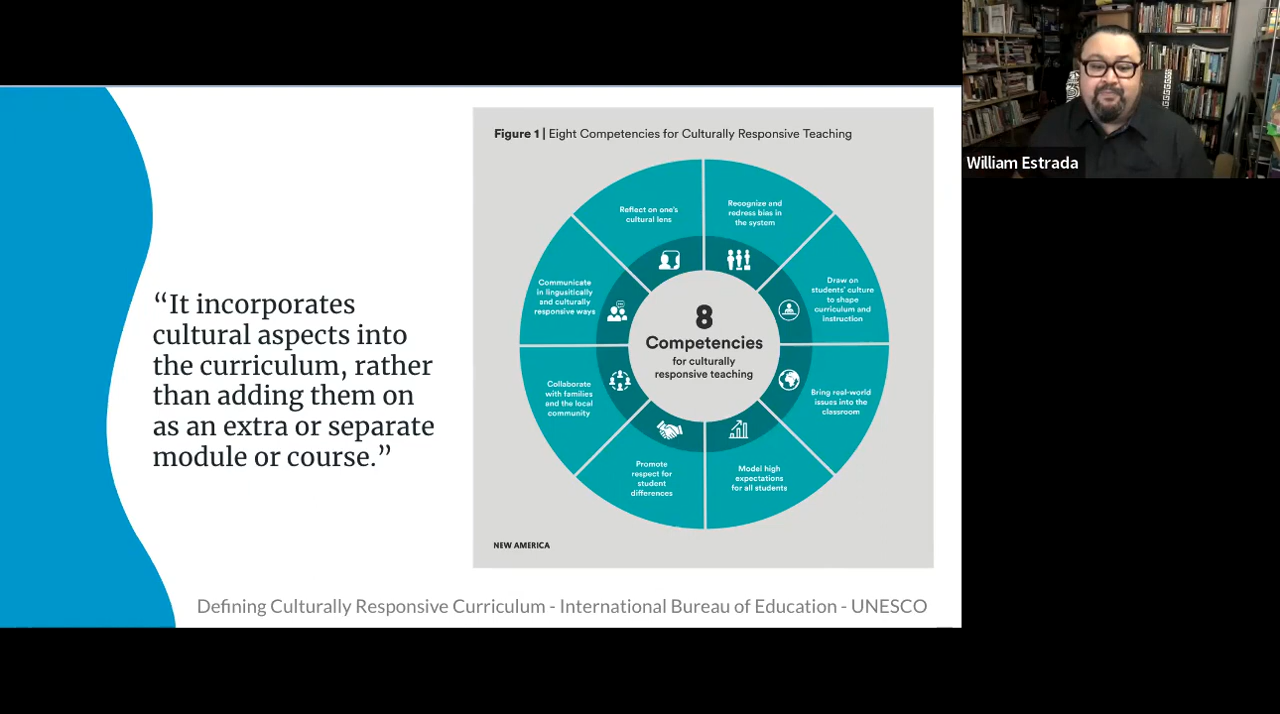 “It incorporates
cultural aspects into
the curriculum, rather
than adding them on
as an extra or separate
module or course.”
Figure 1 | Eight Competencies for Culturally Responsive Teaching
Reflect on one's
cultural lens
Recognize and
redress bias in
the system
Draw on
students' culture
to shape
curriculum and
instruction
Bring real-world
issues into the
classroom
Model high
expectations
for all students
Promote
respect for
student
differences
Collaborate
with families
and the local
community
Communicate
in lingusitically
and culturally
responsive ways
8
Competencies
for culturally
responsive teaching
NEW AMERICA
Defining Culturally Responsive Curriculum - International Bureau of Education - UNESCO
William Estrada